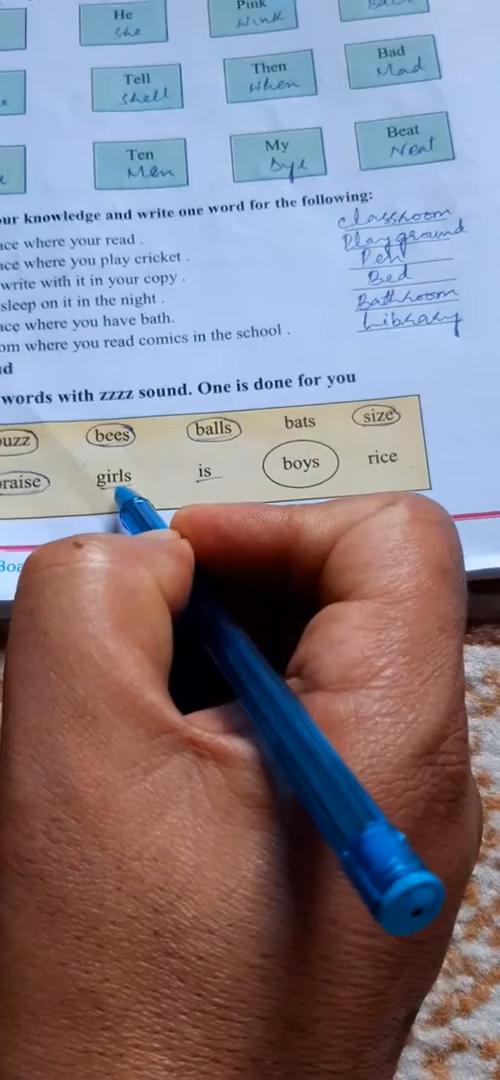 He Pink
She Wink
Tell Then Bad
Shell When Mad
Ten My Beat
Men Dye Neat
our knowledge and write one word for the following:
ace where your read . Classroom
ace where you play cricket . Playground
write with it in your copy . Pen
sleep on it in the night . Bed
ace where you have bath. Bathroom
om where you read comics in the school . Library
d
words with zzzz sound. One is done for you
uzz bees balls bats size
raise girls is boys rice
Boa